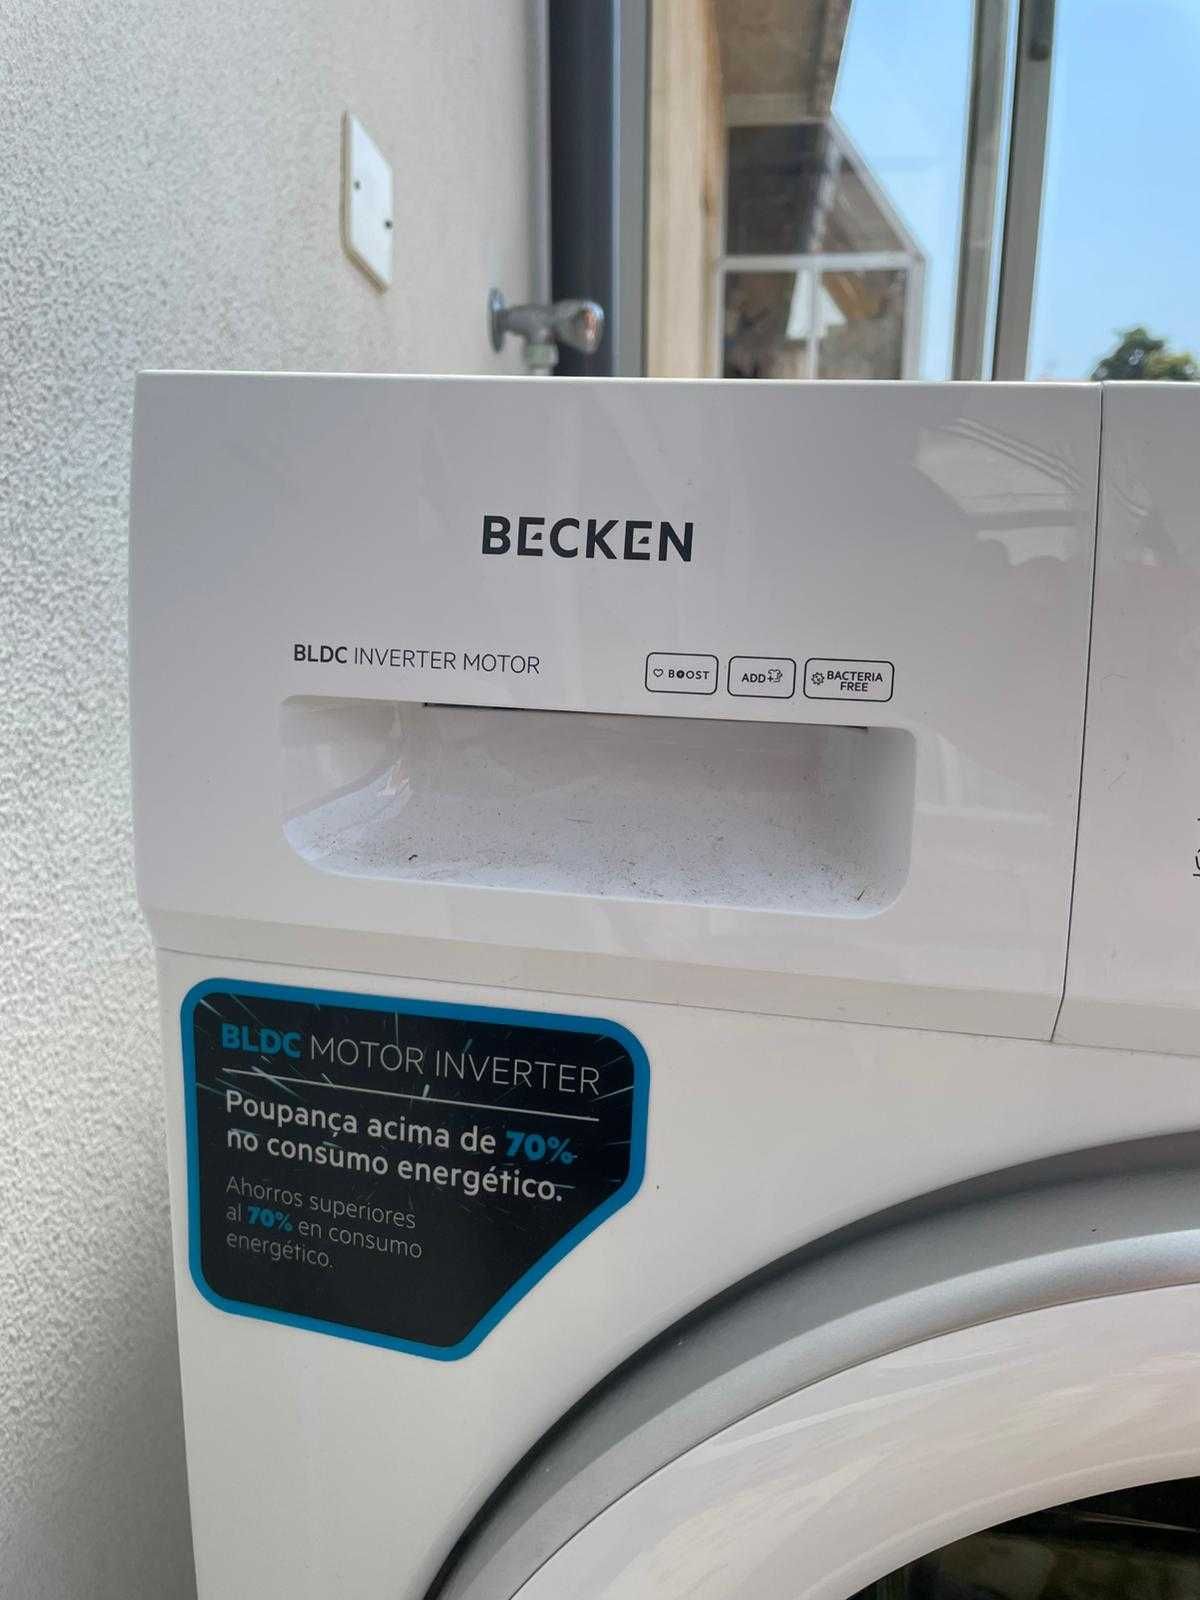 BECKEN
BLDC INVERTER MOTOR
BOOST
ADD+
BACTERIA
FREE
BLDC MOTOR INVERTER
Poupança acima de 70%
no consumo energético.
Ahorros superiores
al 70% en consumo
energético.